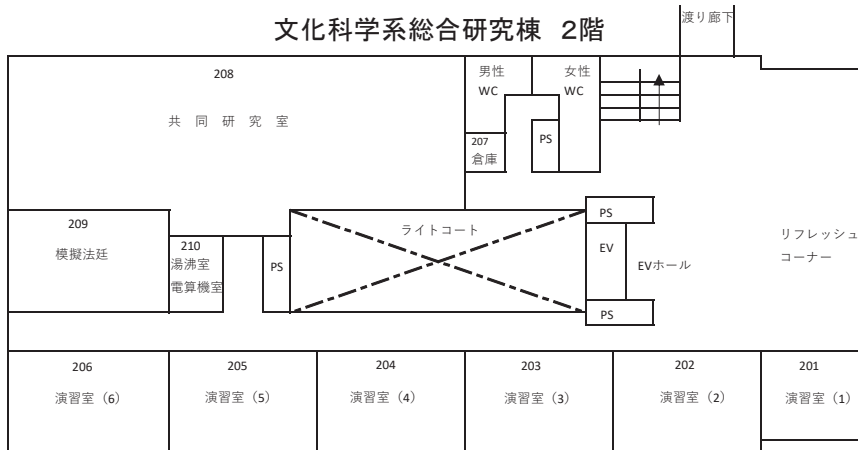 文化科学系総合研究棟 2階
渡り廊下
208
共同研究室
男性
WC
女性
WC
207
倉庫
PS
209
模擬法廷
210
湯沸室
電算機室
PS
ライトコート
PS
EV
EVホール
PS
リフレッシュ
コーナー
206
演習室（6）
205
演習室（5）
204
演習室（4）
203
演習室（3）
202
演習室（2）
201
演習室（1）